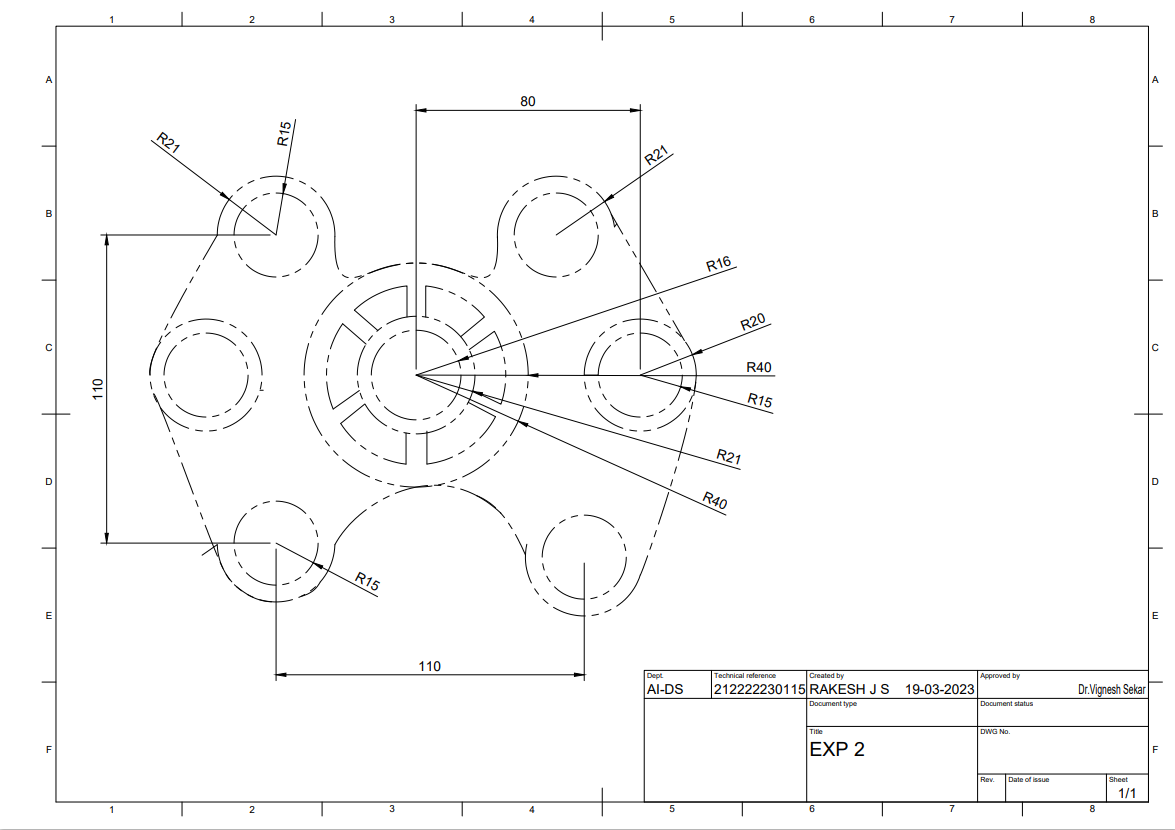 1 2 3 4 5 6 7 8
A A
80
R21
R15
R21
B B
R16
R20
C C
R40
110
R15
R21
D D
R40
R15
E E
110
Dept. Technical reference Created by Approved by
AI-DS 212222230115 RAKESH J S 19-03-2023 Dr.Vignesh Sekar
Document type Document status
Title DWG No.
EXP 2
F F
Rev. Date of issue Sheet
1/1
1 2 3 4 5 6 7 8